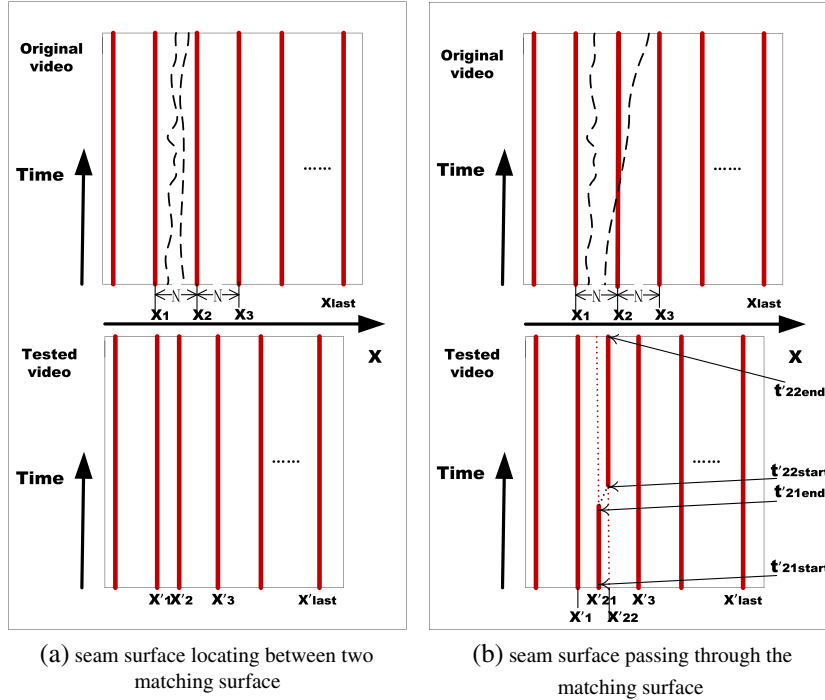 Original
video
Time
......
N
N
X1
X2
X3
Xlast
X
Tested
video
Time
......
X'1
X'2
X'3
X'last
(a) seam surface locating between two
matching surface
Original
video
Time
......
N
N
X1
X2
X3
Xlast
X
Tested
video
Time
......
t'22end
t'22start
t'21end
t'21start
X'1
X'21
X'22
X'3
X'last
(b) seam surface passing through the
matching surface